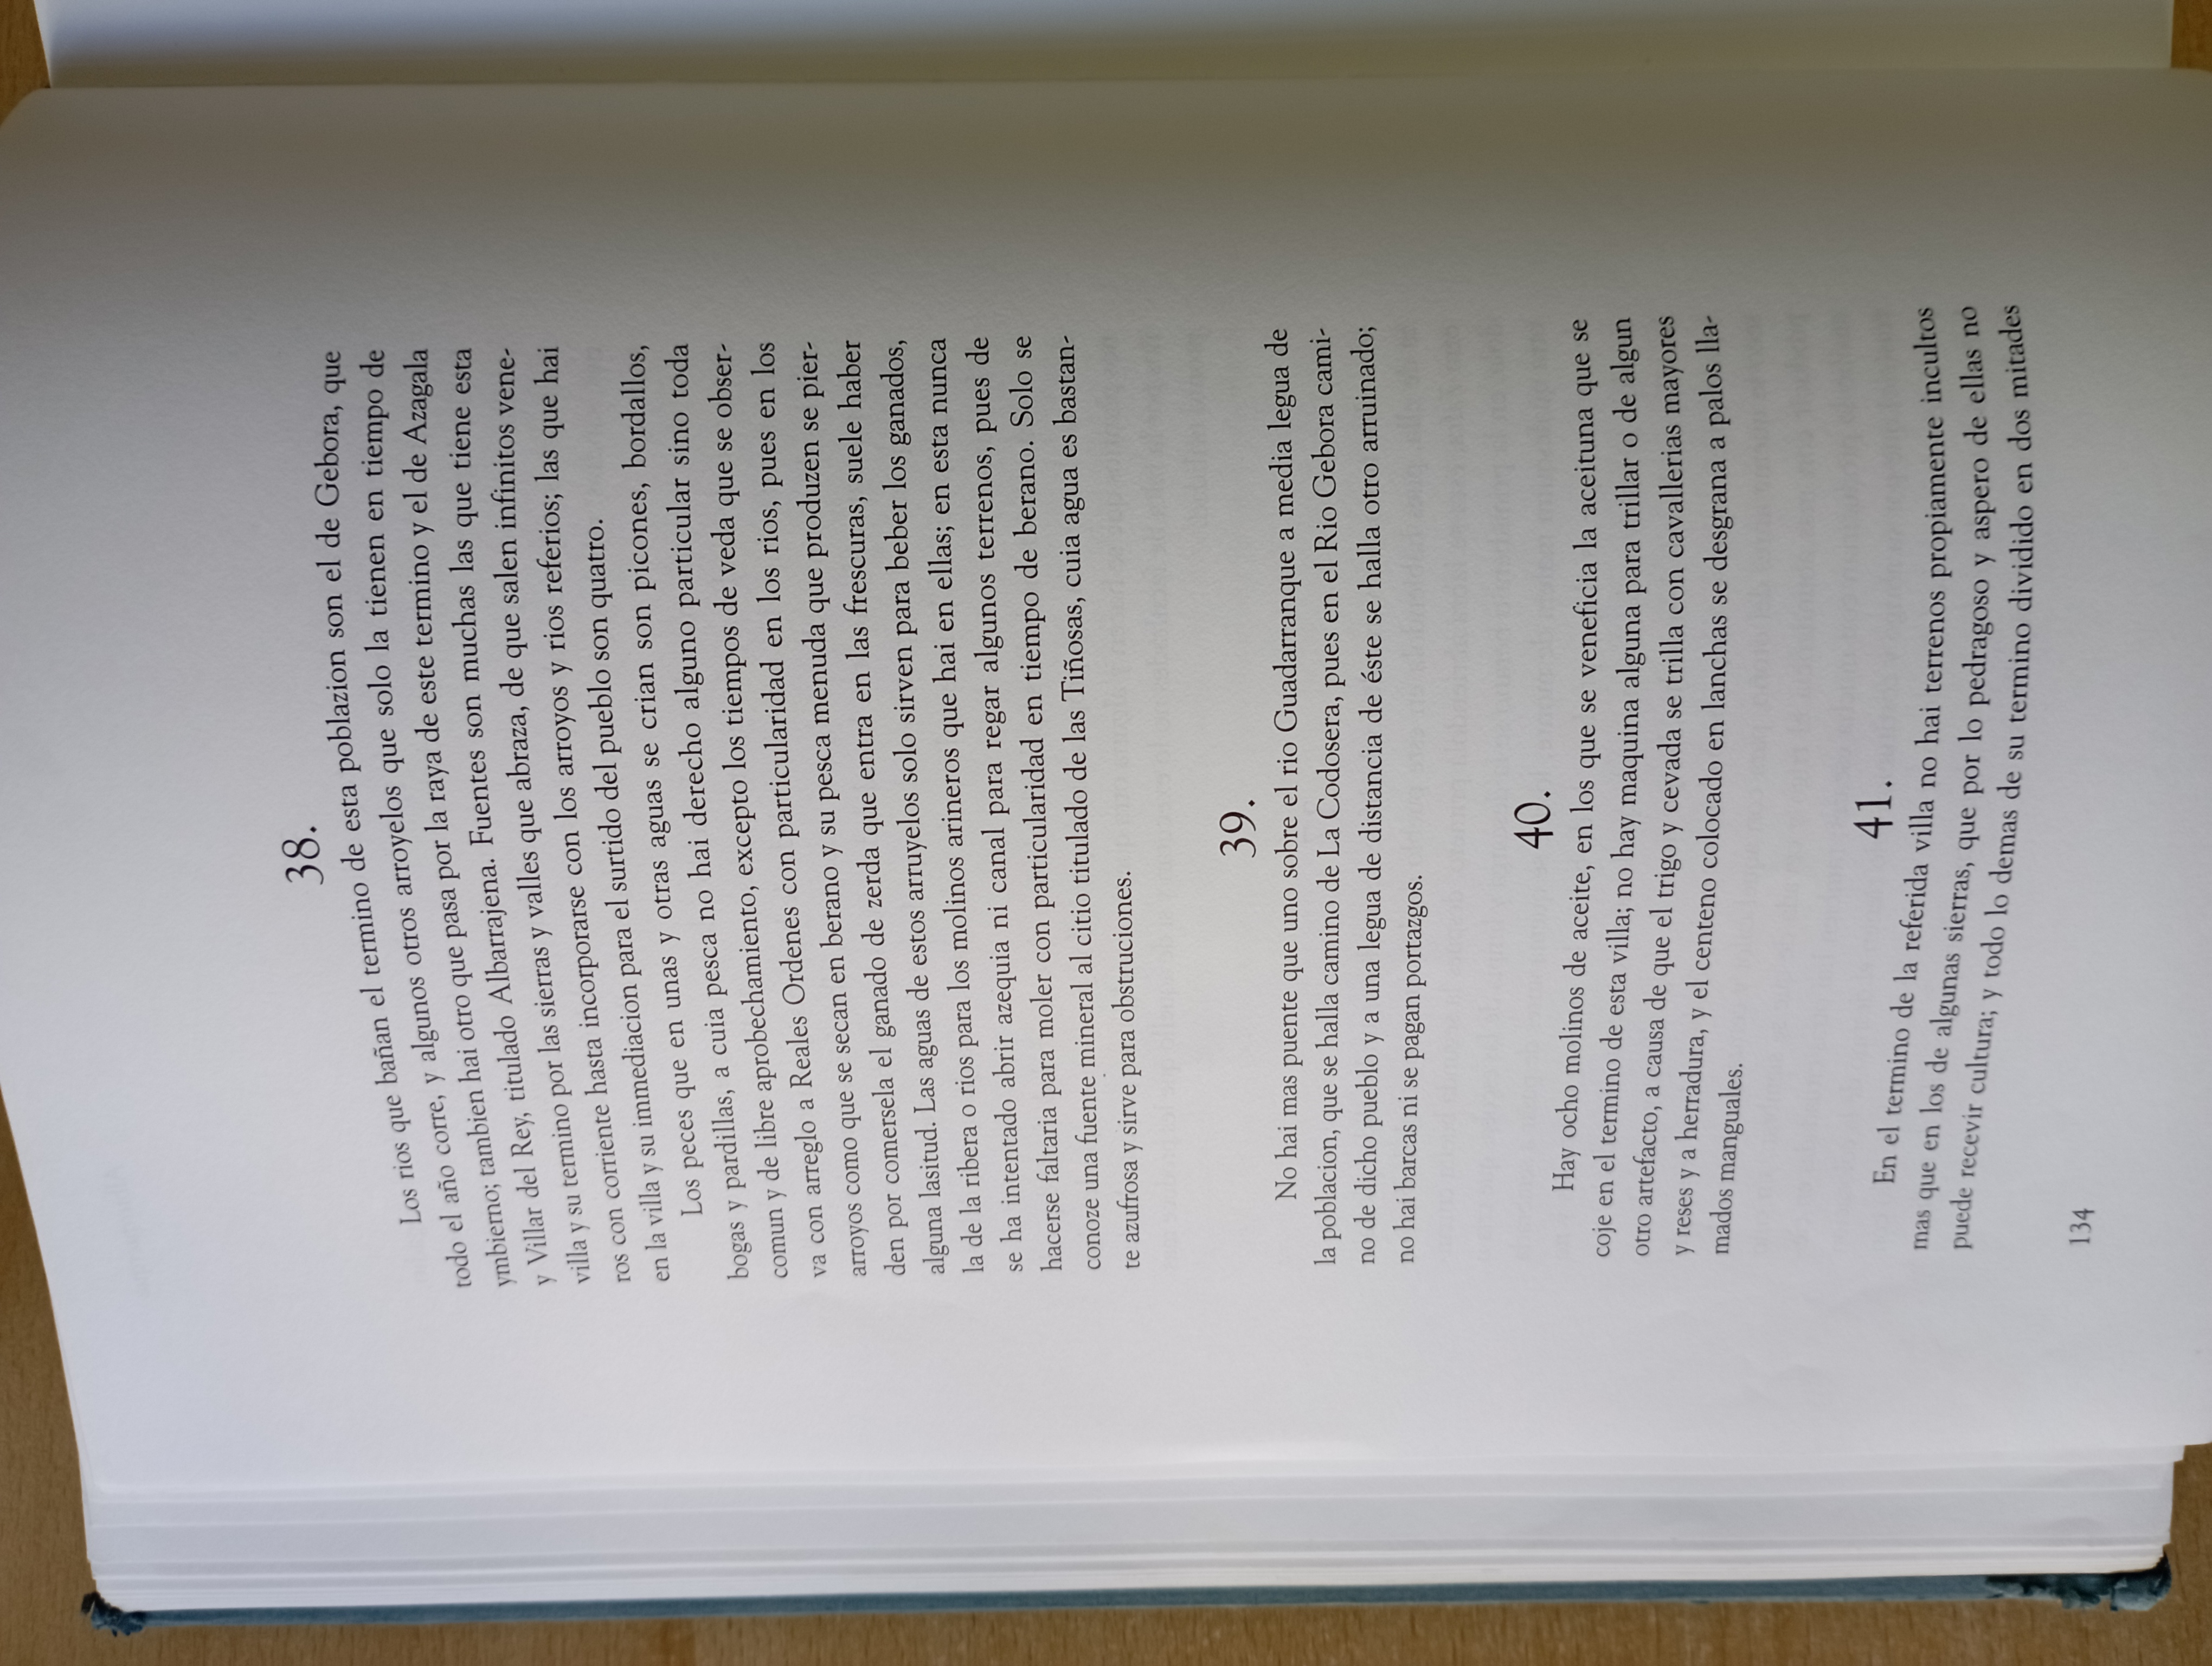 38.
Los rios que bañan el termino de esta poblazion son el de Gebora, que
todo el año corre, y algunos otros arroyelos que solo la tienen en tiempo de
ymbierno; tambien hai otro que pasa por la raya de este termino y el de Azagala
y Villar del Rey, titulado Albarrajena. Fuentes son muchas las que tiene esta
villa y su termino por las sierras y valles que abraza, de que salen infinitos vene-
ros con corriente hasta incorporarse con los arroyos y rios referios; las que hai
en la villa y su immediacion para el surtido del pueblo son quatro.
Los peces que en unas y otras aguas se crian son picones, bordallos,
bogas y pardillas, a cuia pesca no hai derecho alguno particular sino toda
comun y de libre aprobechamiento, excepto los tiempos de veda que se obser-
va con arreglo a Reales Ordenes con particularidad en los rios, pues en los
arroyos como que se secan en berano y su pesca menuda que produzen se pier-
den por comersela el ganado de zerda que entra en las frescuras, suele haber
alguna lasitud. Las aguas de estos arruyelos solo sirven para beber los ganados,
la de la ribera o rios para los molinos arineros que hai en ellas; en esta nunca
se ha intentado abrir azequia ni canal para regar algunos terrenos, pues de
hacerse faltaria para moler con particularidad en tiempo de berano. Solo se
conoze una fuente mineral al citio titulado de las Tiñosas, cuia agua es bastan-
te azufrosa y sirve para obstruciones.
39.
No hai mas puente que uno sobre el rio Guadarranque a media legua de
la poblacion, que se halla camino de La Codosera, pues en el Rio Gebora cami-
no de dicho pueblo y a una legua de distancia de éste se halla otro arruinado;
no hai barcas ni se pagan portazgos.
40.
Hay ocho molinos de aceite, en los que se veneficia la aceituna que se
coje en el termino de esta villa; no hay maquina alguna para trillar o de algun
otro artefacto, a causa de que el trigo y cevada se trilla con cavallerias mayores
y reses y a herradura, y el centeno colocado en lanchas se desgrana a palos lla-
mados manguales.
41.
En el termino de la referida villa no hai terrenos propiamente incultos
mas que en los de algunas sierras, que por lo pedragoso y aspero de ellas no
puede recevir cultura; y todo lo demas de su termino dividido en dos mitades
134